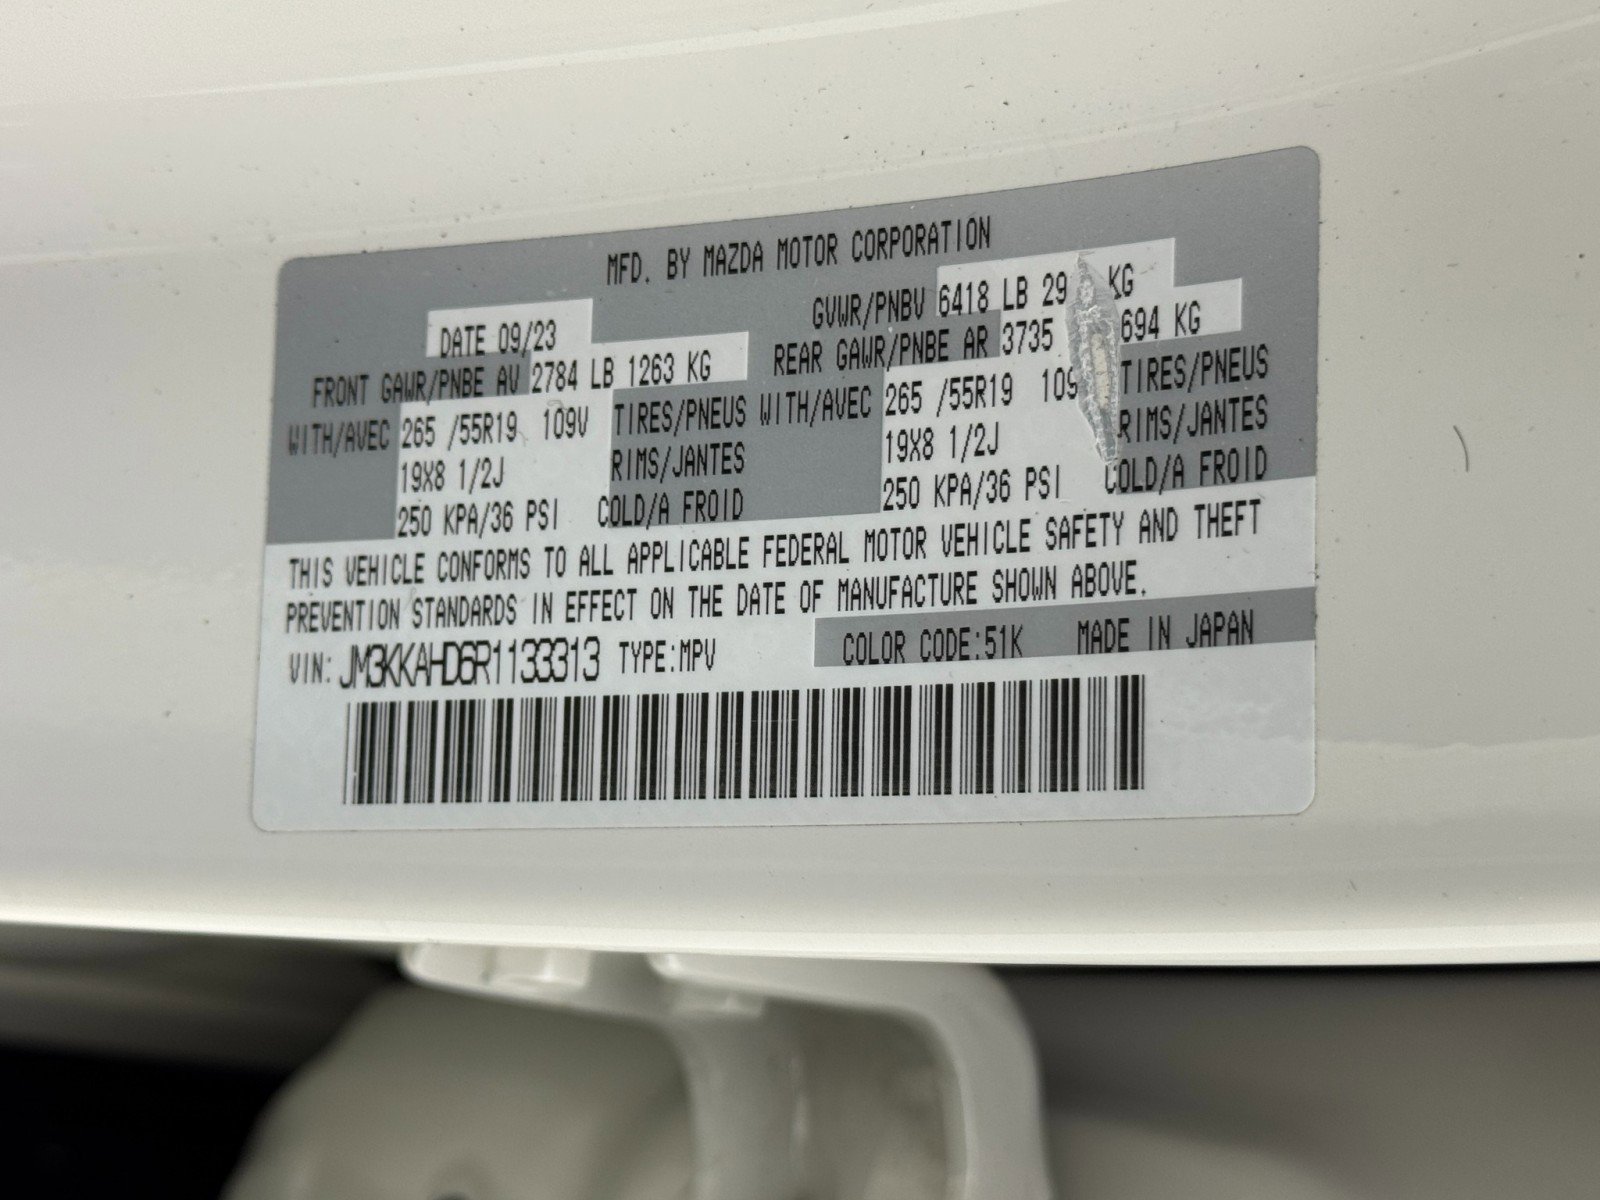 MFD. BY MAZDA MOTOR CORPORATION
DATE 09/23 GVWR/PNBV 6418 LB 29 KG
FRONT GAWR/PNBE AV 2784 LB 1263 KG REAR GAWR/PNBE AR 3735 694 KG
WITH/AVEC 265 /55R19 109V TIRES/PNEUS WITH/AVEC 265 /55R19 109 TIRES/PNEUS
19X8 1/2J RIMS/JANTES 19X8 1/2J RIMS/JANTES
250 KPA/36 PSI COLD/A FROID 250 KPA/36 PSI COLD/A FROID
THIS VEHICLE CONFORMS TO ALL APPLICABLE FEDERAL MOTOR VEHICLE SAFETY AND THEFT
PREVENTION STANDARDS IN EFFECT ON THE DATE OF MANUFACTURE SHOWN ABOVE.
VIN: JM3KKAHD6R1133313 TYPE:MPV COLOR CODE:51K MADE IN JAPAN